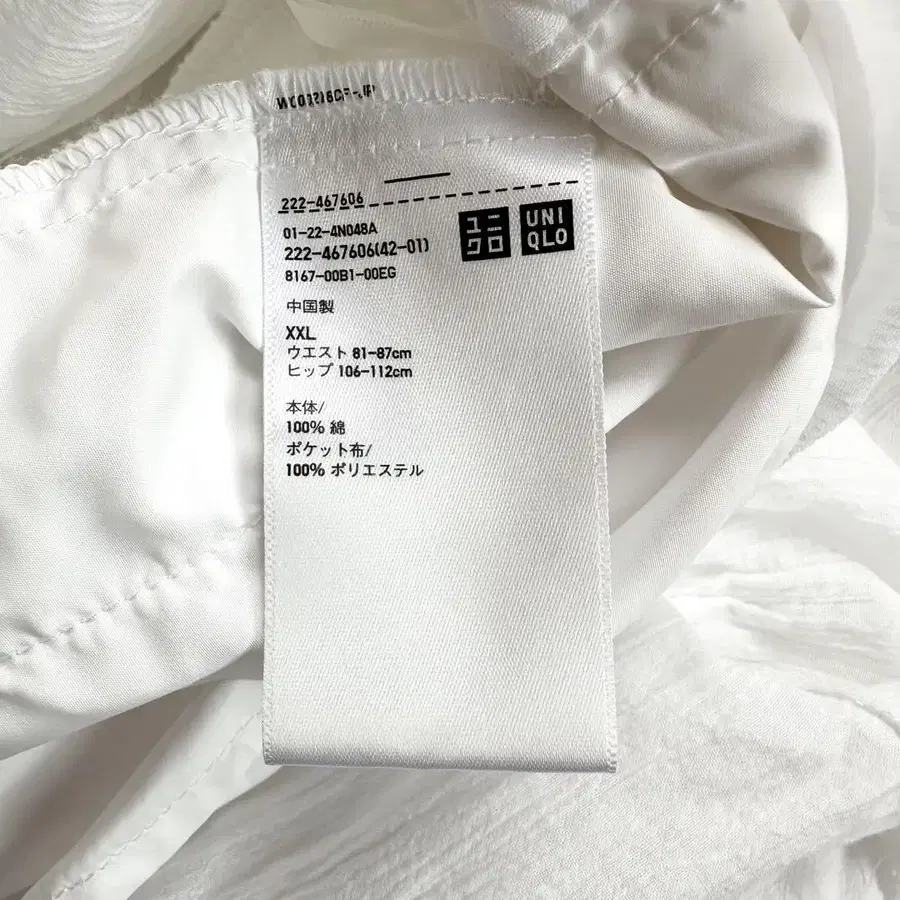 222-467606
01-22-4N048A
222-467606(42-01)
8167-00B1-00EG
ユニ
クロ
UNI
QLO
中国製
XXL
ウエスト 81-87cm
ヒップ 106-112cm
本体/
100% 綿
ポケット布/
100% ポリエステル